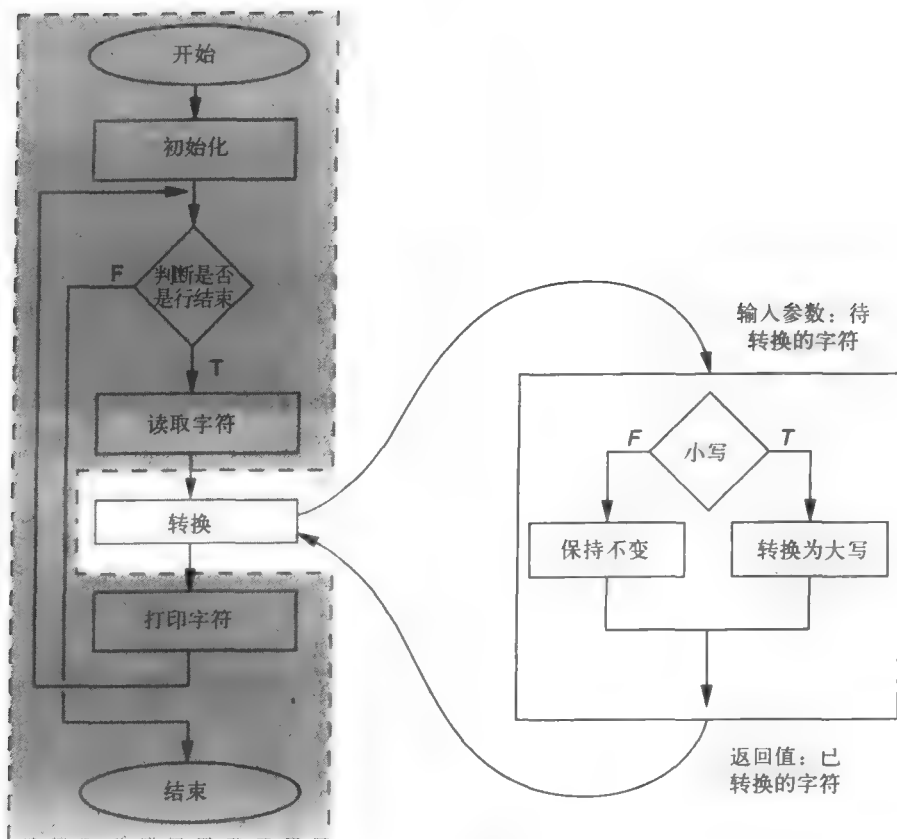 开始
初始化
判断是否
是行结束
F
T
读取字符
转换
打印字符
结束
输入参数：待
转换的字符
小写
F
T
保持不变
转换为大写
返回值：已
转换的字符